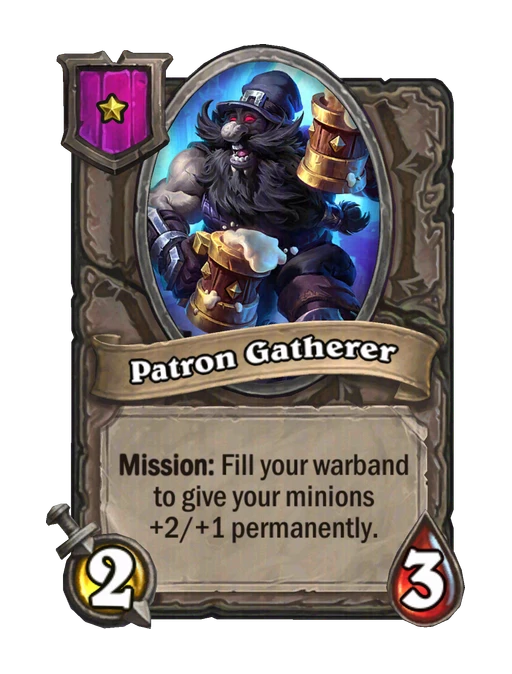 Patron Gatherer
Mission: Fill your warband
to give your minions
+2/+1 permanently.
2
3